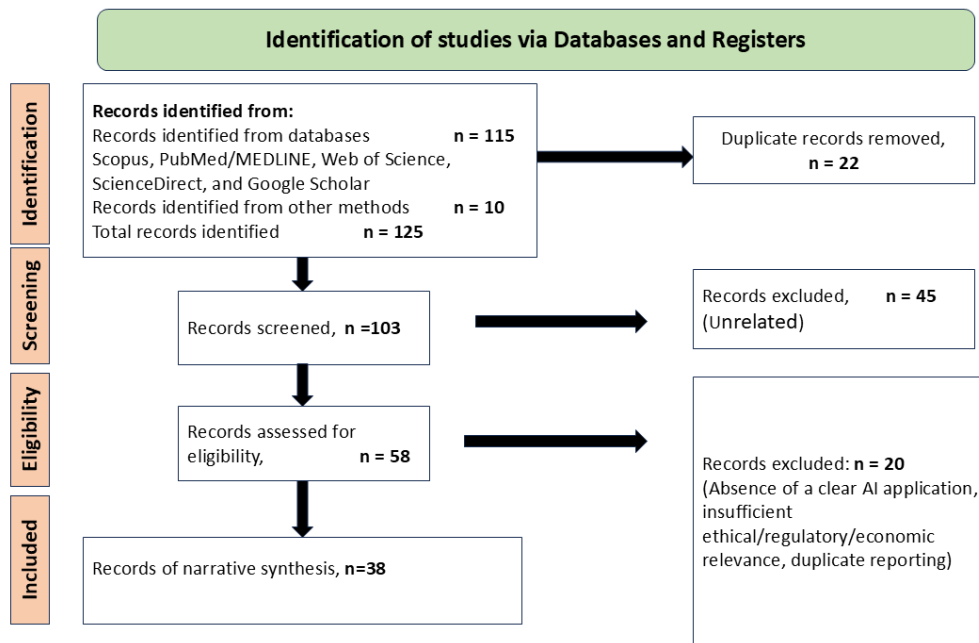 Identification of studies via Databases and Registers
Identification
Records identified from:
Records identified from databases n = 115
Scopus, PubMed/MEDLINE, Web of Science,
ScienceDirect, and Google Scholar
Records identified from other methods n = 10
Total records identified n = 125
Duplicate records removed,
n = 22
Screening
Records screened, n =103
Records excluded, n = 45
(Unrelated)
Eligibility
Records assessed for
eligibility, n = 58
Records excluded: n = 20
(Absence of a clear AI application,
insufficient
ethical/regulatory/economic
relevance, duplicate reporting)
Included
Records of narrative synthesis, n=38